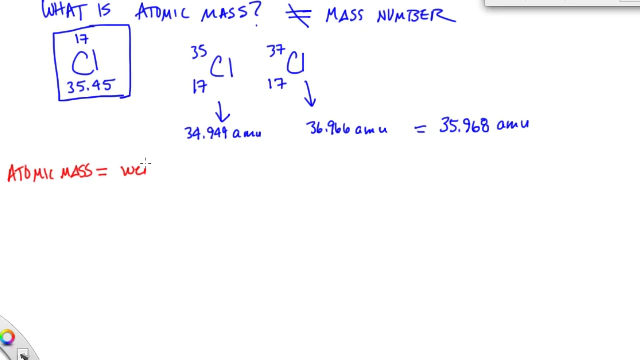 WHAT IS ATOMIC MASS? ≠ MASS NUMBER
17
Cl
35.45
35
17
Cl
37
17
Cl
34.949 amu 36.966 amu = 35.968 amu
ATOMIC MASS = wei